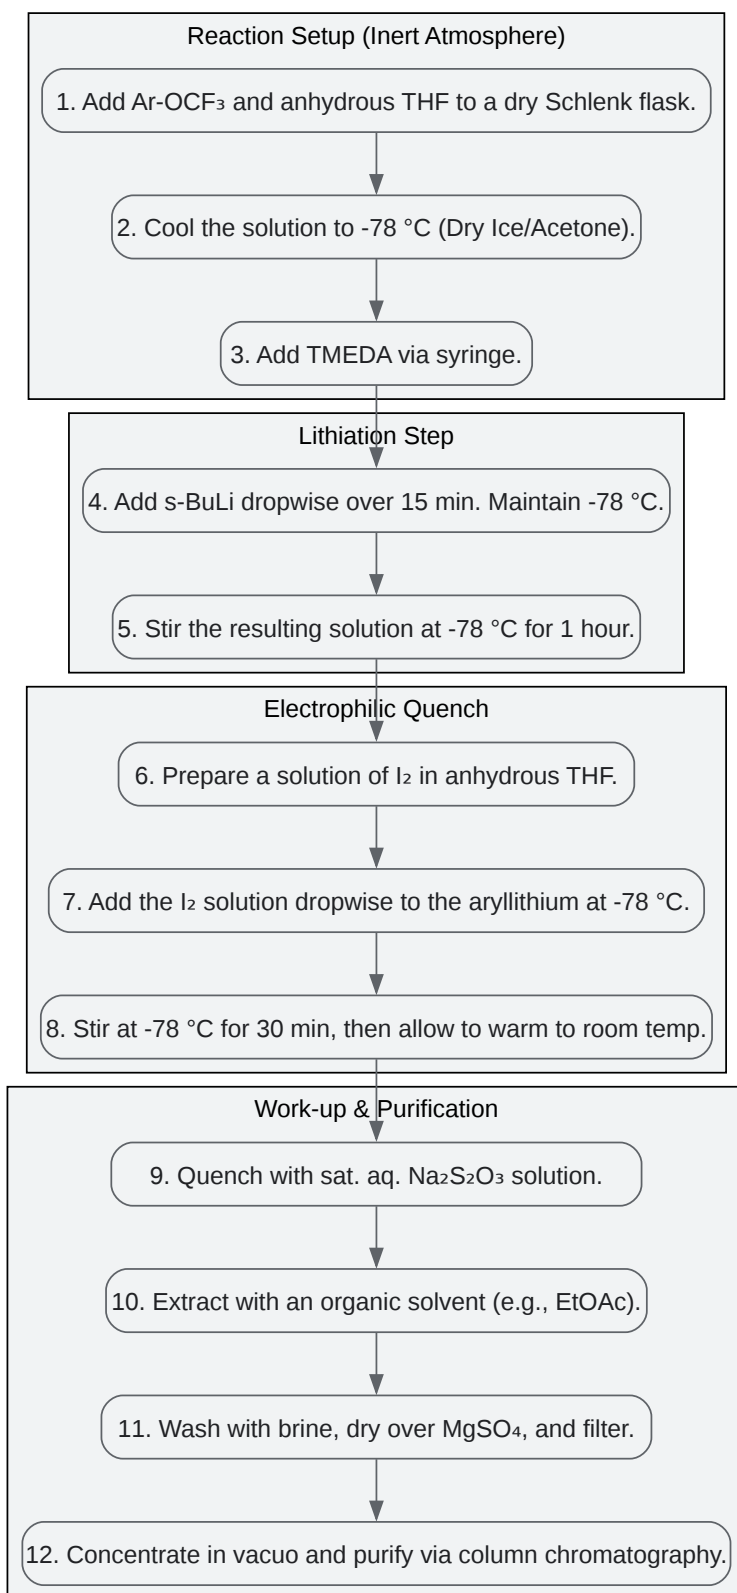 Reaction Setup (Inert Atmosphere)
1. Add Ar-OCF₃ and anhydrous THF to a dry Schlenk flask.
2. Cool the solution to -78 °C (Dry Ice/Acetone).
3. Add TMEDA via syringe.
Lithiation Step
4. Add s-BuLi dropwise over 15 min. Maintain -78 °C.
5. Stir the resulting solution at -78 °C for 1 hour.
Electrophilic Quench
6. Prepare a solution of I₂ in anhydrous THF.
7. Add the I₂ solution dropwise to the aryllithium at -78 °C.
8. Stir at -78 °C for 30 min, then allow to warm to room temp.
Work-up & Purification
9. Quench with sat. aq. Na₂S₂O₃ solution.
10. Extract with an organic solvent (e.g., EtOAc).
11. Wash with brine, dry over MgSO₄, and filter.
12. Concentrate in vacuo and purify via column chromatography.